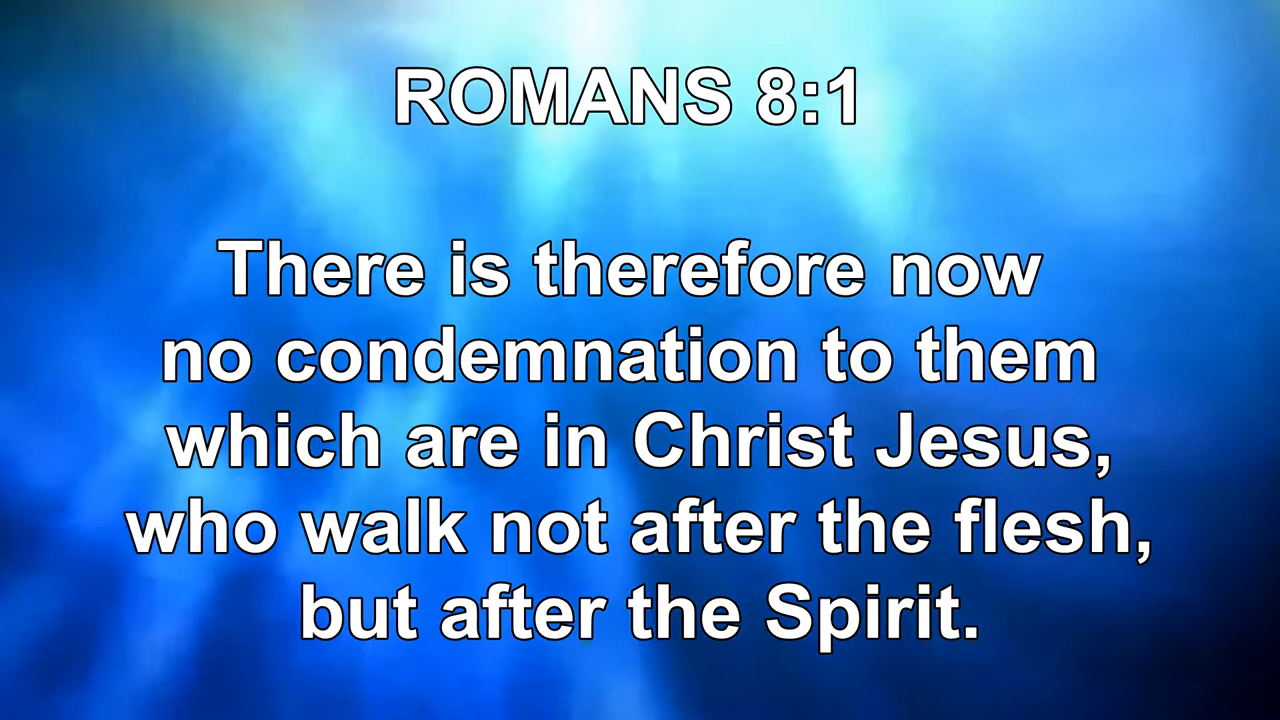 ROMANS 8:1
There is therefore now
no condemnation to them
which are in Christ Jesus,
who walk not after the flesh,
but after the Spirit.